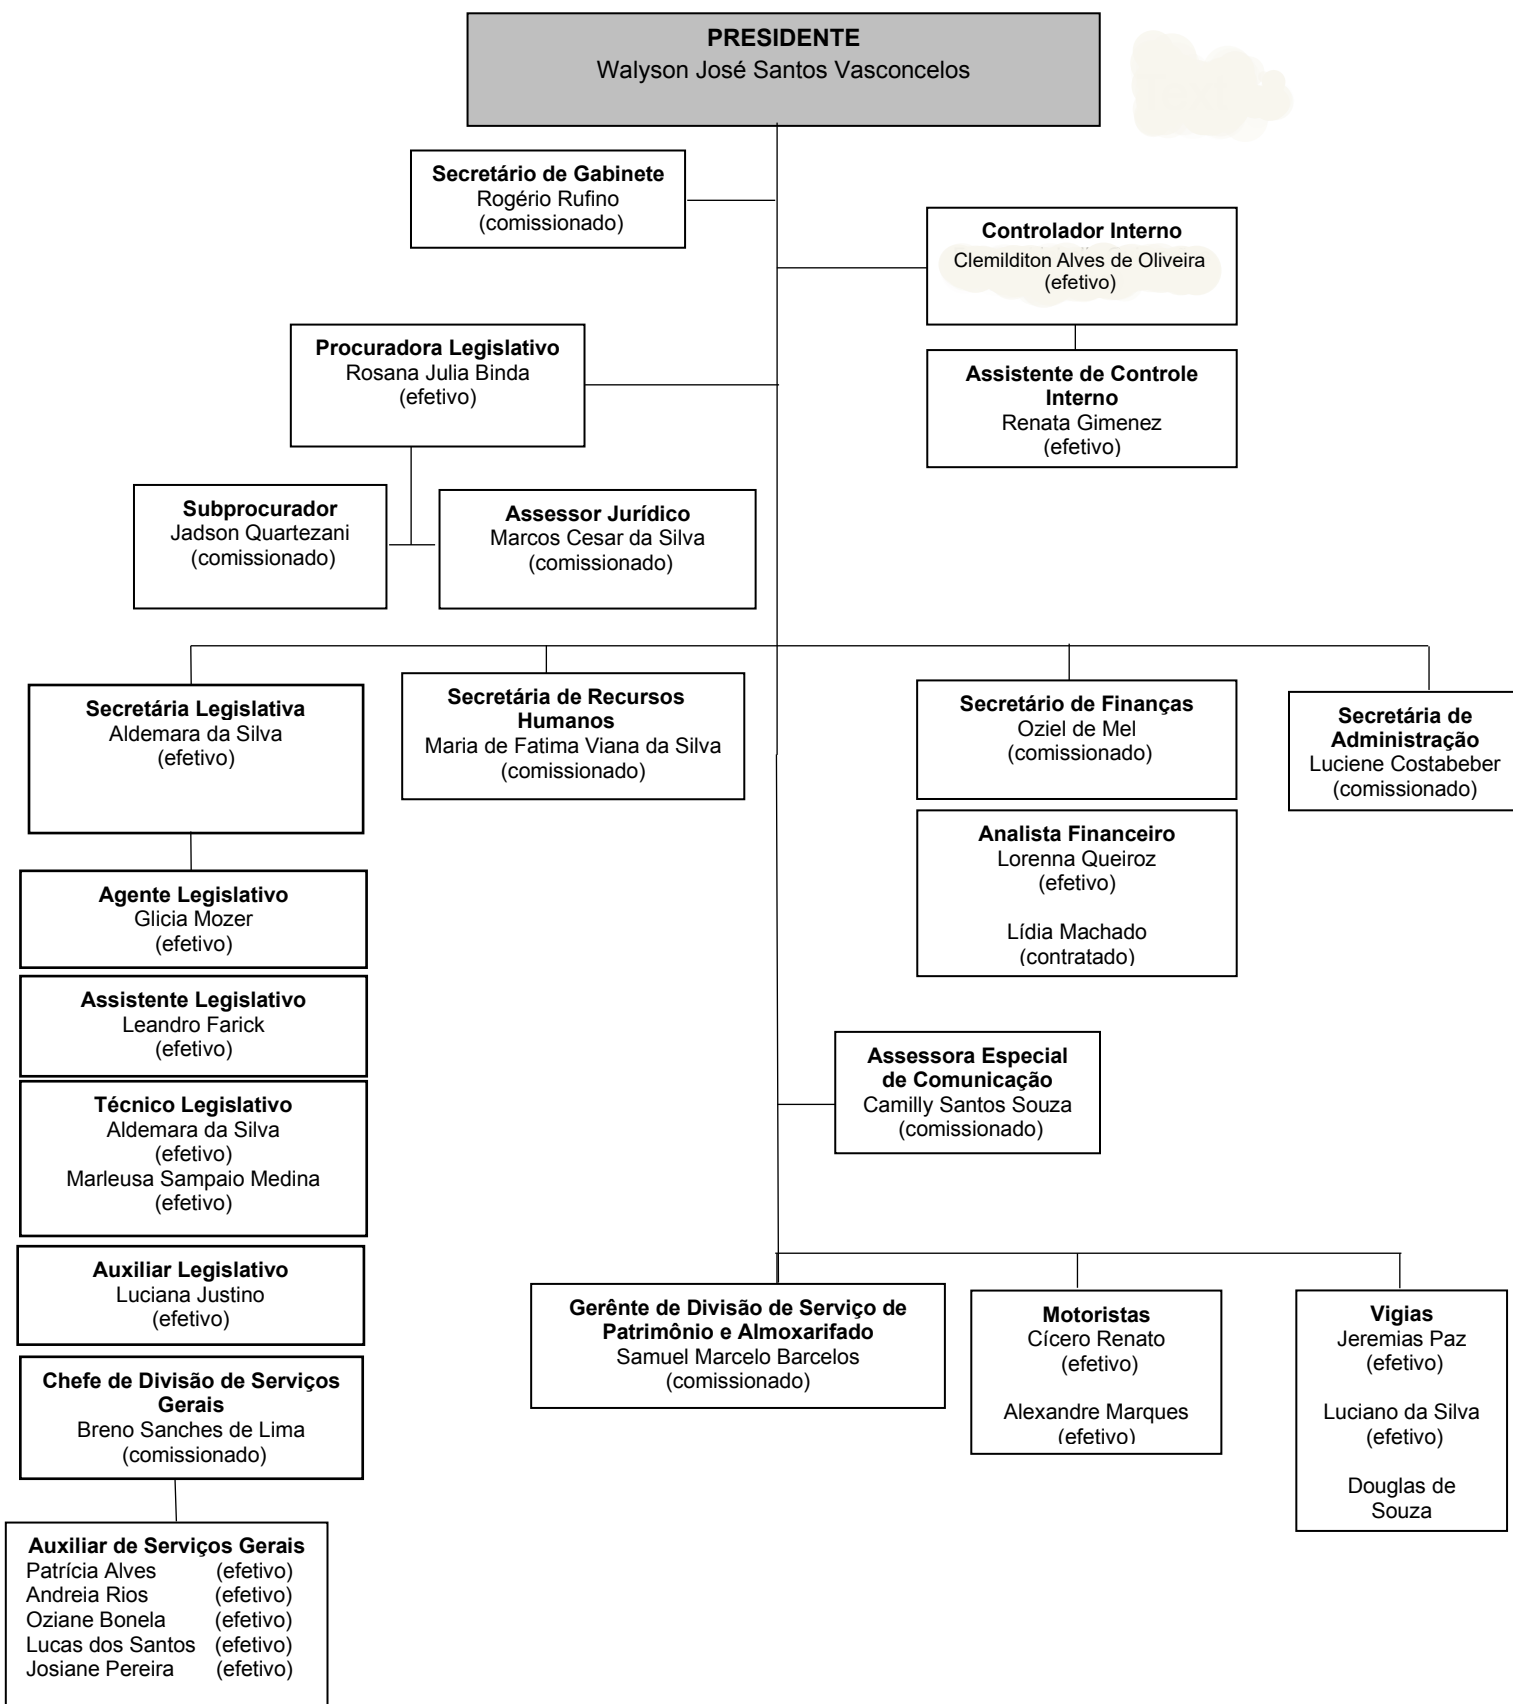 PRESIDENTE
Walyson José Santos Vasconcelos
Secretário de Gabinete
Rogério Rufino
(comissionado)
Controlador Interno
Clemilditon Alves de Oliveira
(efetivo)
Procuradora Legislativo
Rosana Julia Binda
(efetivo)
Assistente de Controle
Interno
Renata Gimenez
(efetivo)
Subprocurador
Jadson Quartezani
(comissionado)
Assessor Jurídico
Marcos Cesar da Silva
(comissionado)
Secretária Legislativa
Aldemara da Silva
(efetivo)
Secretária de Recursos
Humanos
Maria de Fatima Viana da Silva
(comissionado)
Secretário de Finanças
Oziel de Mel
(comissionado)
Secretária de
Administração
Luciene Costabeber
(comissionado)
Analista Financeiro
Lorenna Queiroz
(efetivo)
Lídia Machado
(contratado)
Agente Legislativo
Glicia Mozer
(efetivo)
Assistente Legislativo
Leandro Farick
(efetivo)
Técnico Legislativo
Aldemara da Silva
(efetivo)
Marleusa Sampaio Medina
(efetivo)
Assessora Especial
de Comunicação
Camilly Santos Souza
(comissionado)
Auxiliar Legislativo
Luciana Justino
(efetivo)
Gerênte de Divisão de Serviço de
Patrimônio e Almoxarifado
Samuel Marcelo Barcelos
(comissionado)
Motoristas
Cícero Renato
(efetivo)
Alexandre Marques
(efetivo)
Vigias
Jeremias Paz
(efetivo)
Luciano da Silva
(efetivo)
Douglas de
Souza
Chefe de Divisão de Serviços
Gerais
Breno Sanches de Lima
(comissionado)
Auxiliar de Serviços Gerais
Patrícia Alves (efetivo)
Andreia Rios (efetivo)
Oziane Bonela (efetivo)
Lucas dos Santos (efetivo)
Josiane Pereira (efetivo)